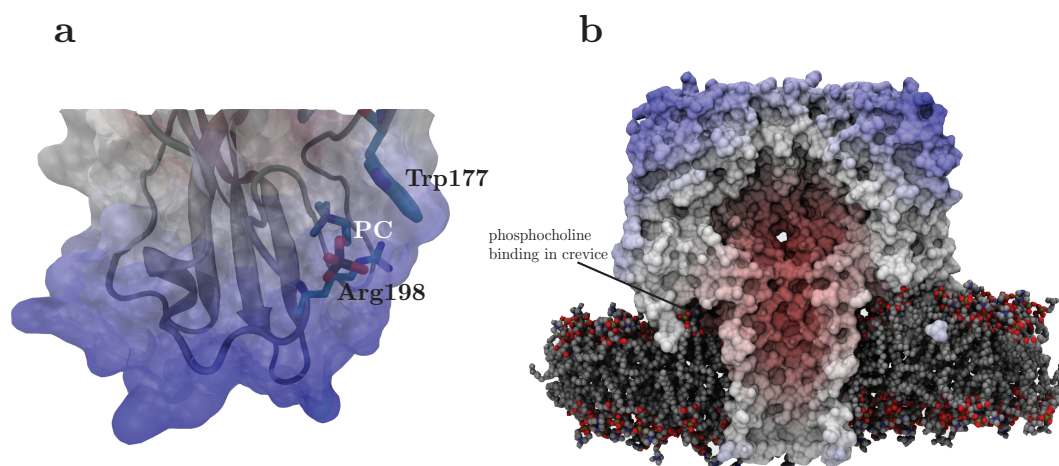 a
b
Trp177
PC
Arg198
phosphocholine
binding in crevice